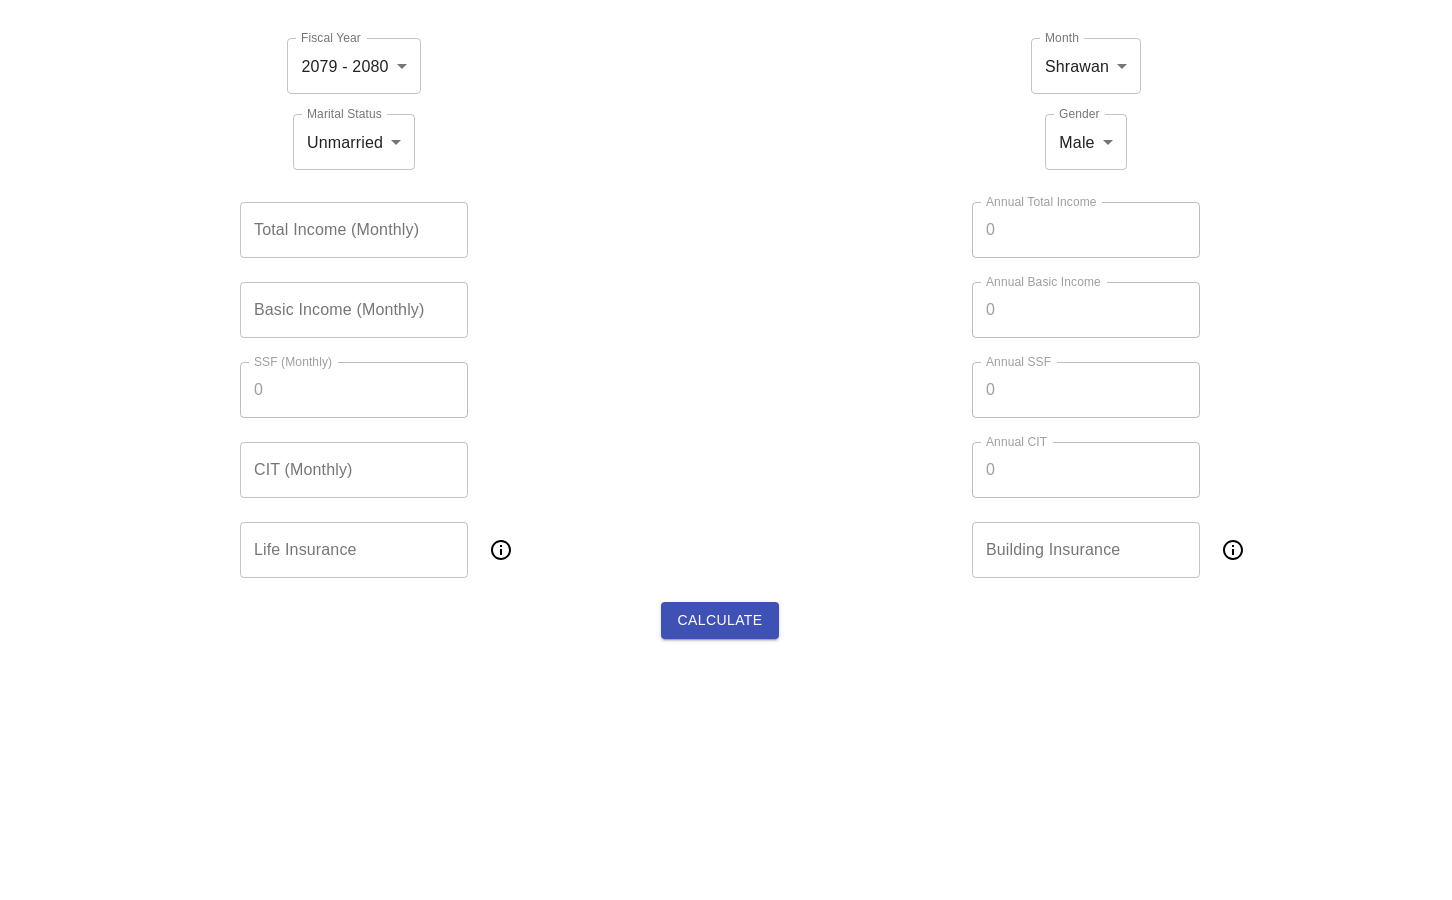 Fiscal Year
2079 - 2080
Month
Shrawan
Marital Status
Unmarried
Gender
Male
Total Income (Monthly)
Annual Total Income
0
Basic Income (Monthly)
Annual Basic Income
0
SSF (Monthly)
0
Annual SSF
0
CIT (Monthly)
Annual CIT
0
Life Insurance
Building Insurance
CALCULATE